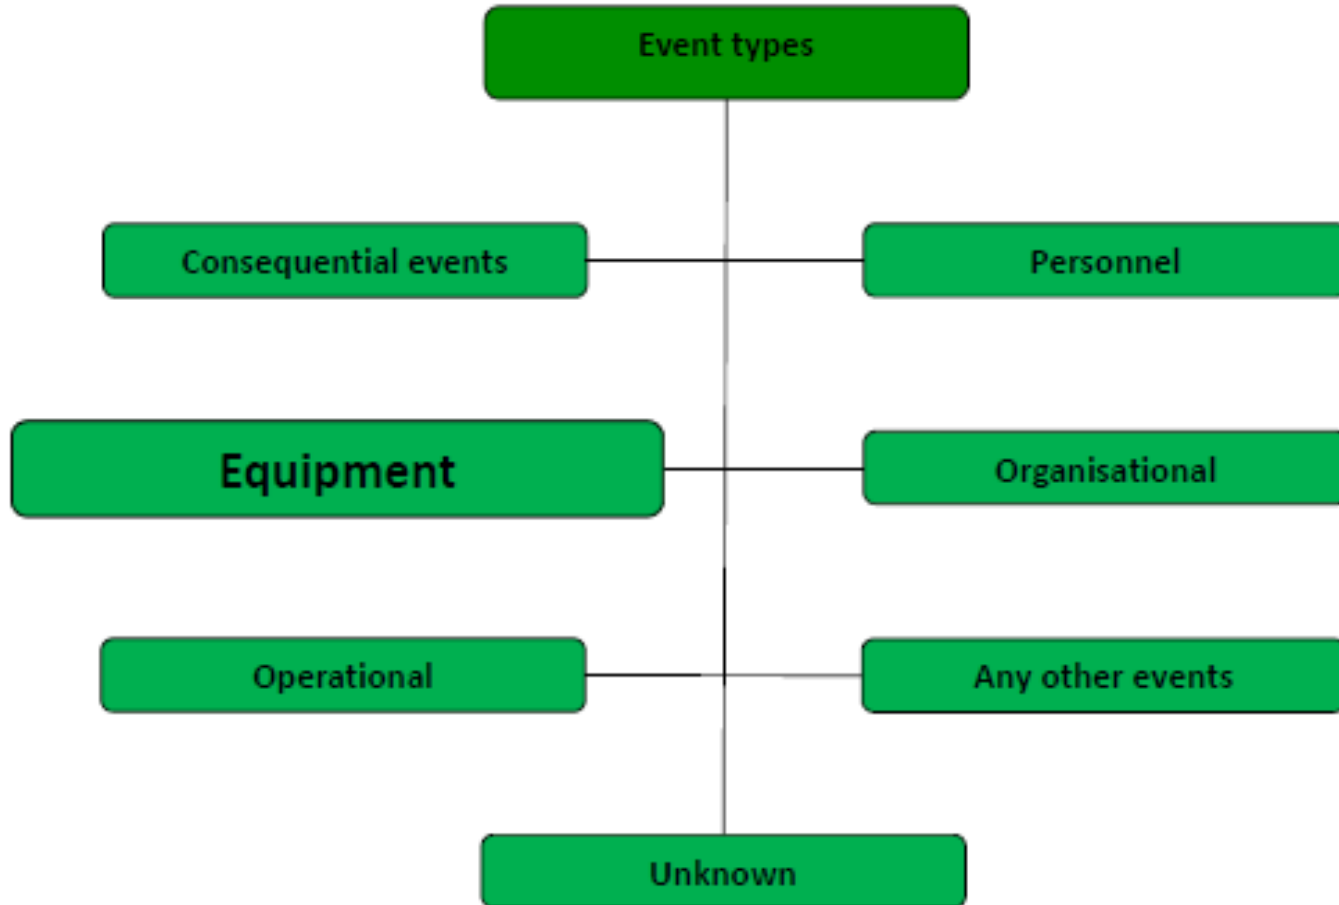 Event types
Consequential events
Personnel
Equipment
Organisational
Operational
Any other events
Unknown